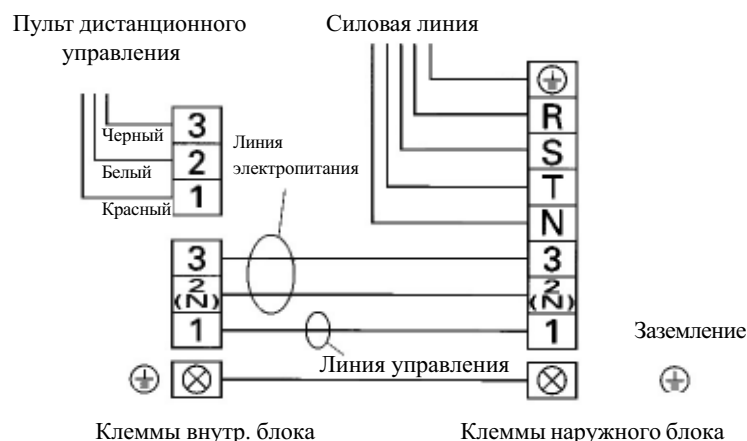 Пульт дистанционного
управления
Силовая линия
R
S
T
N
3
2
(N)
1
Черный
Белый
Красный
3
2
1
Линия
электропитания
3
2
(N)
1
Линия управления
Заземление
Клеммы внутр. блока
Клеммы наружного блока